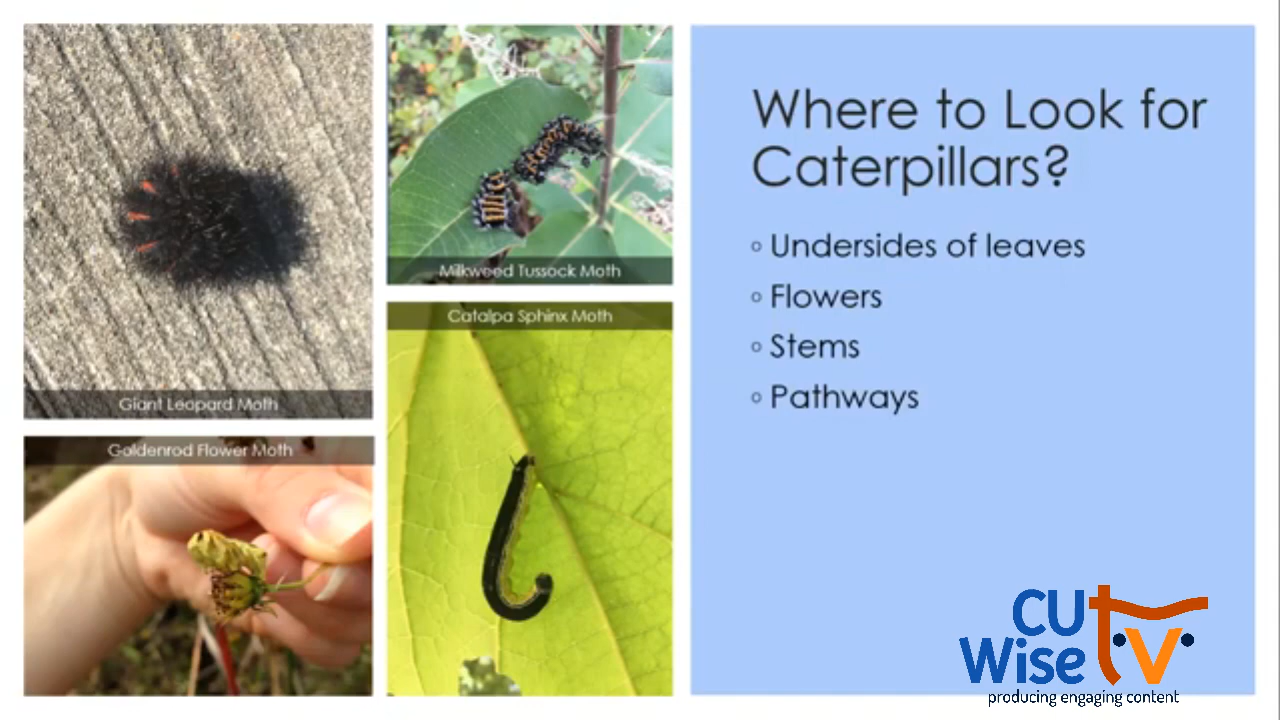 Giant Leopard Moth
Goldenrod Flower Moth
Milkweed Tussock Moth
Catalpa Sphinx Moth
Where to Look for
Caterpillars?
◦ Undersides of leaves
◦ Flowers
◦ Stems
◦ Pathways
CU
Wise tv
producing engaging content